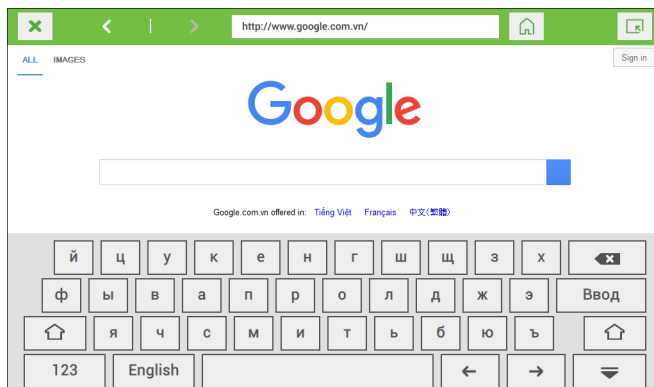 http://www.google.com.vn/
ALL IMAGES Sign in
Google
Google.com.vn offered in: Tiếng Việt Français 中文(繁體)
й ц у к е н г ш щ з х
ф ы в а п р о л д ж э Ввод
я ч с м и т ь б ю ъ
123 English